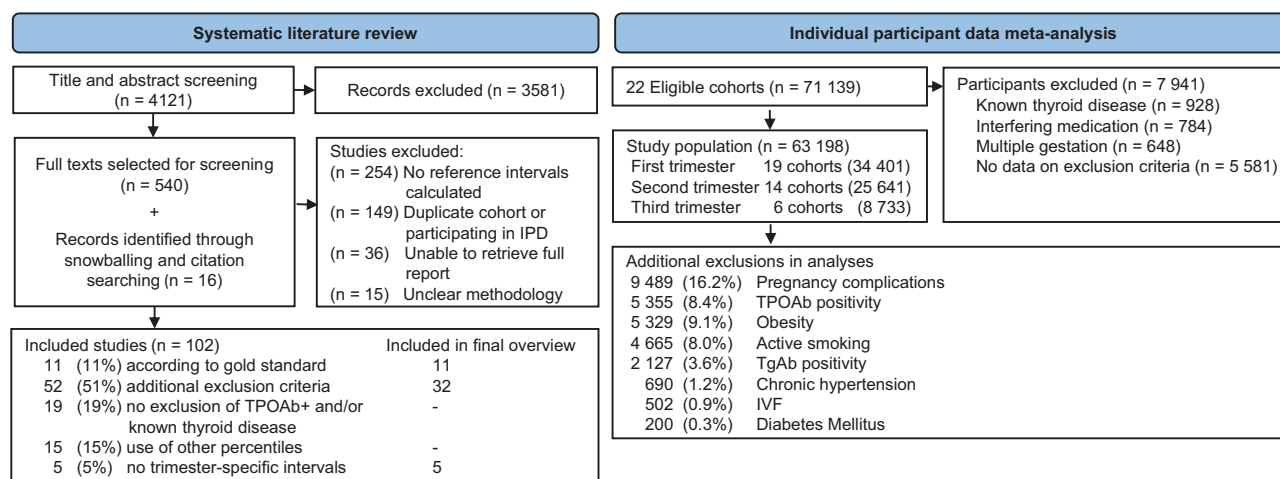 Systematic literature review
Title and abstract screening
(n = 4121)
Records excluded (n = 3581)
Full texts selected for screening
(n = 540)
+
Records identified through
snowballing and citation
searching (n = 16)
Studies excluded:
(n = 254) No reference intervals
calculated
(n = 149) Duplicate cohort or
participating in IPD
(n = 36) Unable to retrieve full
report
(n = 15) Unclear methodology
Included studies (n = 102) Included in final overview
11 (11%) according to gold standard 11
52 (51%) additional exclusion criteria 32
19 (19%) no exclusion of TPOAb+ and/or -
known thyroid disease
15 (15%) use of other percentiles -
5 (5%) no trimester-specific intervals 5
Individual participant data meta-analysis
22 Eligible cohorts (n = 71 139)
Participants excluded (n = 7 941)
Known thyroid disease (n = 928)
Interfering medication (n = 784)
Multiple gestation (n = 648)
No data on exclusion criteria (n = 5 581)
Study population (n = 63 198)
First trimester 19 cohorts (34 401)
Second trimester 14 cohorts (25 641)
Third trimester 6 cohorts (8 733)
Additional exclusions in analyses
9 489 (16.2%) Pregnancy complications
5 355 (8.4%) TPOAb positivity
5 329 (9.1%) Obesity
4 665 (8.0%) Active smoking
2 127 (3.6%) TgAb positivity
690 (1.2%) Chronic hypertension
502 (0.9%) IVF
200 (0.3%) Diabetes Mellitus